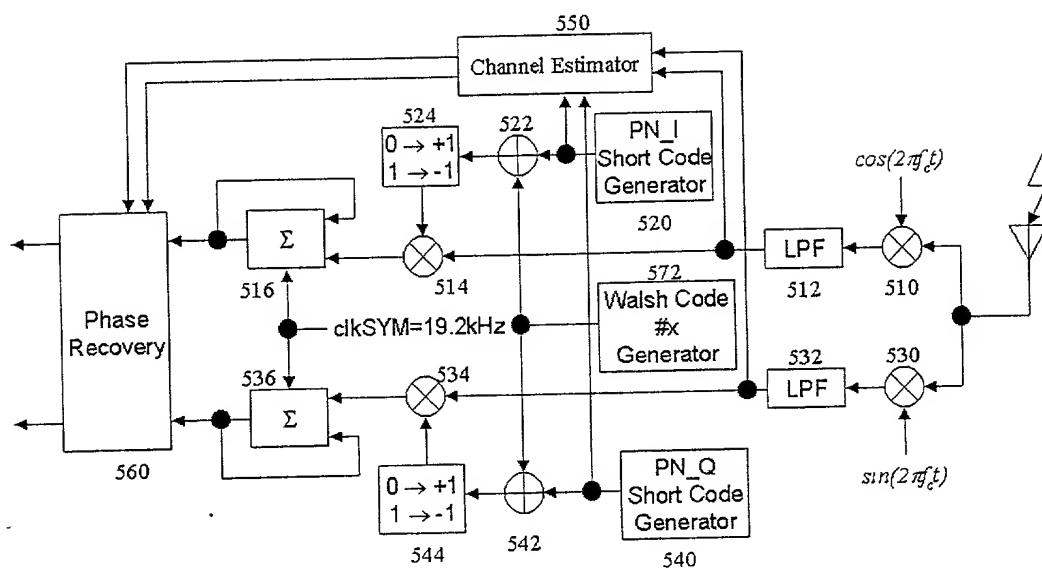 550
Channel Estimator
524
0 → +1
1 → -1
522
PN_I
Short Code
Generator
520
cos(2πf_c t)
Σ
516
514
LPF
512
510
Phase
Recovery
560
clkSYM=19.2kHz
572
Walsh Code
#x
Generator
536
Σ
534
532
LPF
530
sin(2πf_c t)
0 → +1
1 → -1
544
542
PN_Q
Short Code
Generator
540